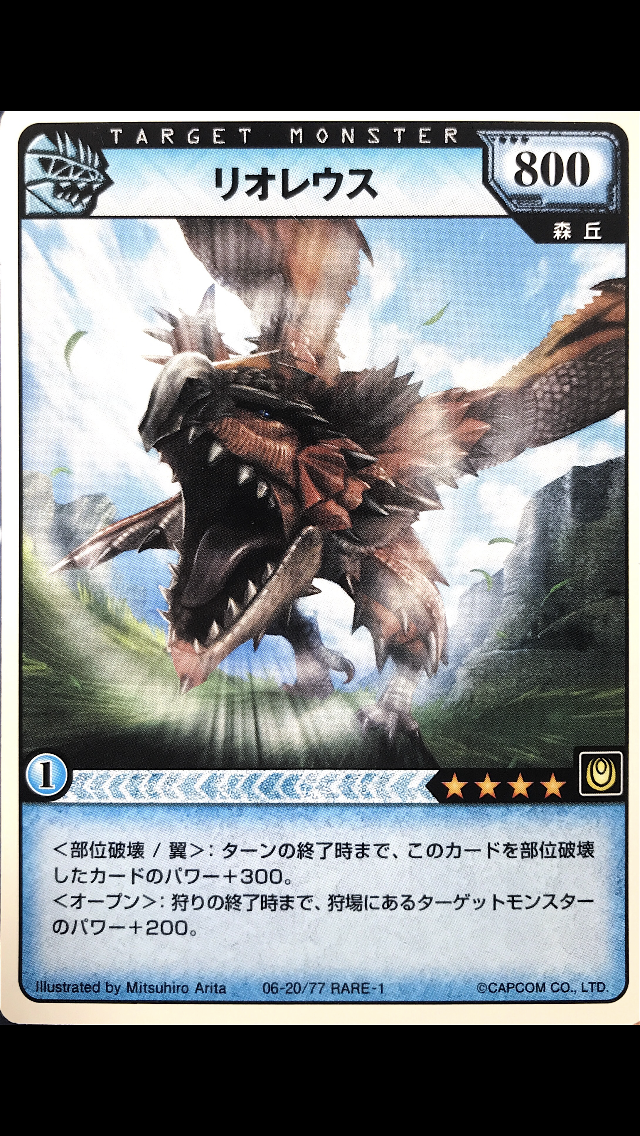 TARGET MONSTER
リオレウス
800
森丘
1
＜部位破壊 / 翼＞：ターンの終了時まで、このカードを部位破壊
したカードのパワー＋300。
＜オープン＞：狩りの終了時まで、狩場にあるターゲットモンスター
のパワー＋200。
Illustrated by Mitsuhiro Arita 06-20/77 RARE-1 ©CAPCOM CO., LTD.